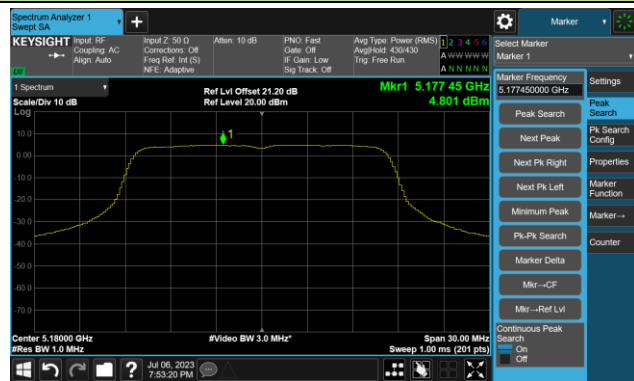 Spectrum Analyzer 1
Swept SA
Marker
KEYSIGHT
Input: RF
Coupling: AC
Align: Auto
Input Z: 50 Ω
Corrections: Off
Freq Ref: Int (S)
NFE: Adaptive
Atten: 10 dB
PNO: Fast
Gate: Off
IF Gain: Low
Sig Track: Off
Avg Type: Power (RMS)
Avg|Hold: 430/430
Trig: Free Run
1 2 3 4 5 6
A WW WW W
A N N N N N
LXI
Select Marker
Marker 1
1 Spectrum
Scale/Div 10 dB
Log
Ref Lvl Offset 21.20 dB
Ref Level 20.00 dBm
Mkr1 5.177 45 GHz
4.801 dBm
10.0
0.00
-10.0
-20.0
-30.0
-40.0
-50.0
-60.0
-70.0
1
Center 5.18000 GHz
#Res BW 1.0 MHz
#Video BW 3.0 MHz*
Span 30.00 MHz
Sweep 1.00 ms (201 pts)
Marker Frequency
5.177450000 GHz
Peak Search
Next Peak
Next Pk Right
Next Pk Left
Minimum Peak
Pk-Pk Search
Marker Delta
Mkr→CF
Mkr→Ref Lvl
Continuous Peak
Search
On
Off
Settings
Peak
Search
Pk Search
Config
Properties
Marker
Function
Marker→
Counter
?
Jul 06, 2023
7:53:20 PM